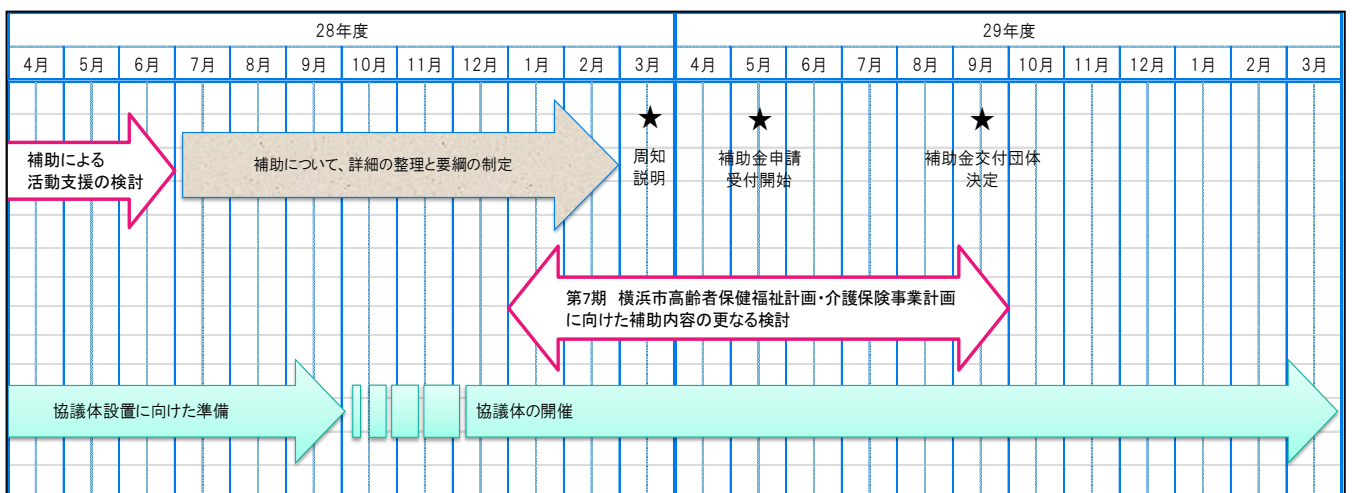 28年度 29年度
4月 5月 6月 7月 8月 9月 10月 11月 12月 1月 2月 3月 4月 5月 6月 7月 8月 9月 10月 11月 12月 1月 2月 3月
補助による
活動支援の検討
補助について、詳細の整理と要綱の制定
★
周知
説明
★
補助金申請
受付開始
★
補助金交付団体
決定
第7期 横浜市高齢者保健福祉計画・介護保険事業計画
に向けた補助内容の更なる検討
協議体設置に向けた準備
協議体の開催